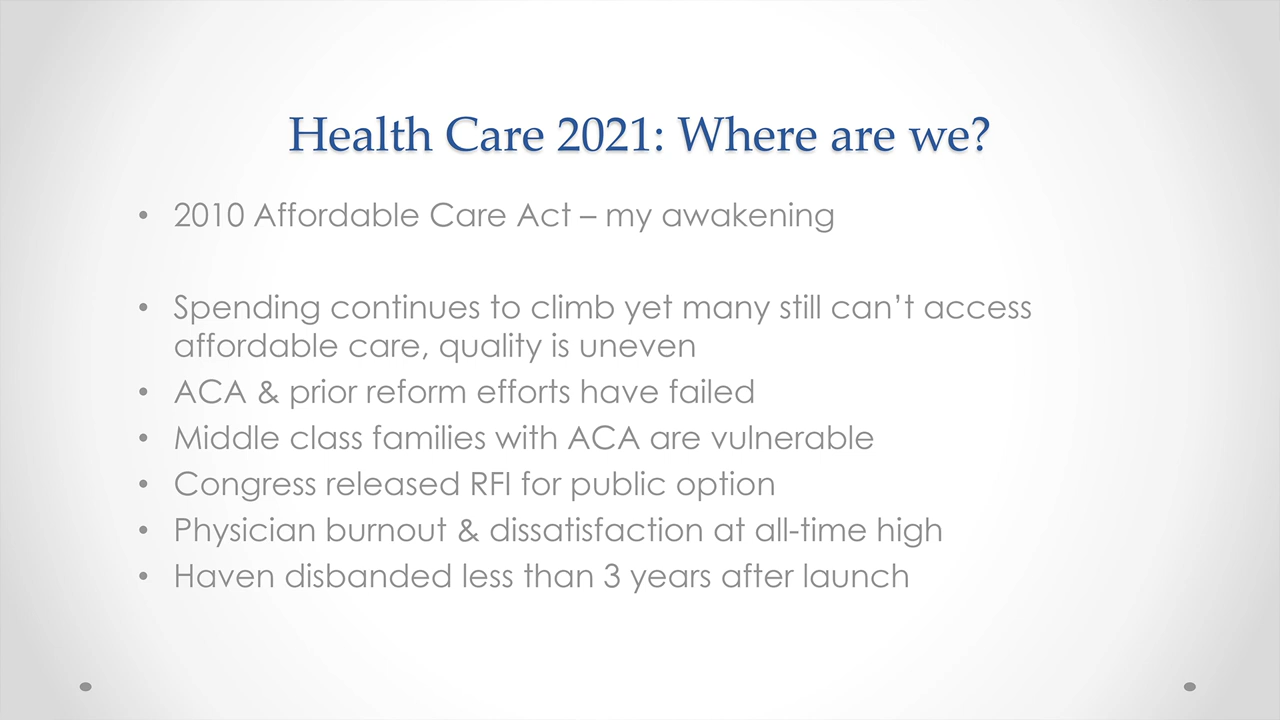 Health Care 2021: Where are we?
• 2010 Affordable Care Act – my awakening
• Spending continues to climb yet many still can’t access
affordable care, quality is uneven
• ACA & prior reform efforts have failed
• Middle class families with ACA are vulnerable
• Congress released RFI for public option
• Physician burnout & dissatisfaction at all-time high
• Haven disbanded less than 3 years after launch